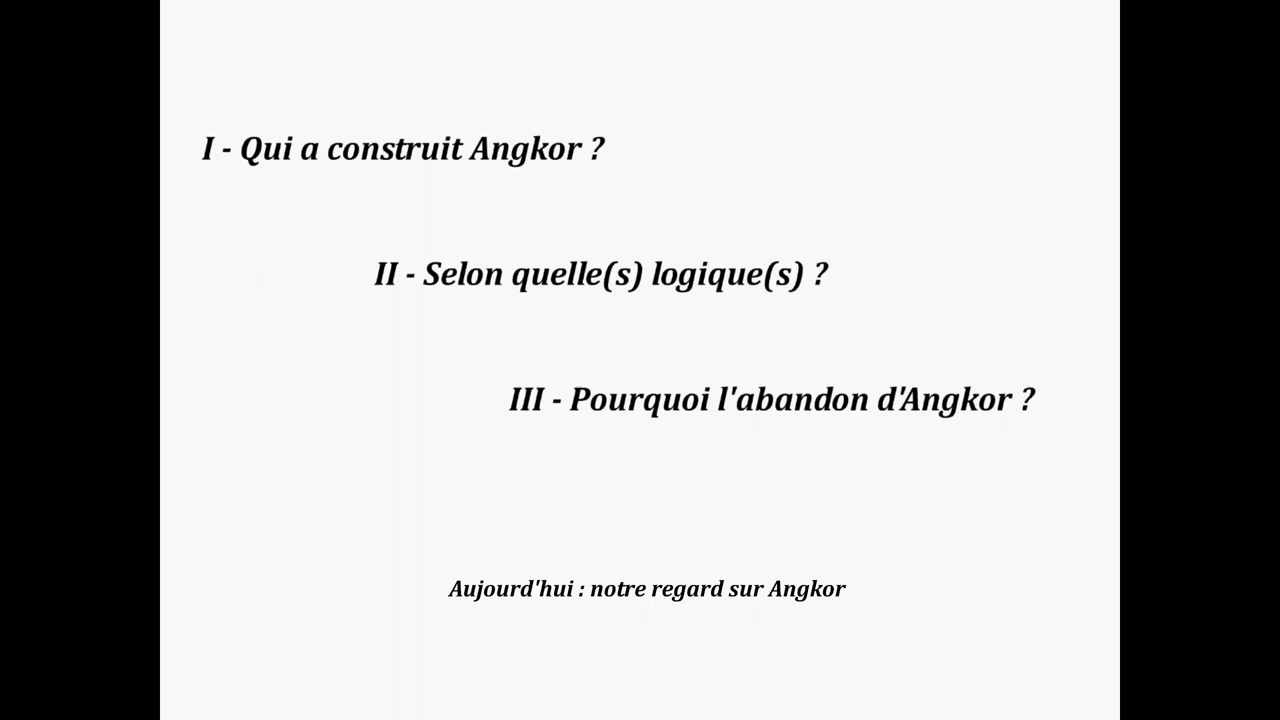 I - Qui a construit Angkor ?
II - Selon quelle(s) logique(s) ?
III - Pourquoi l'abandon d'Angkor ?
Aujourd'hui : notre regard sur Angkor